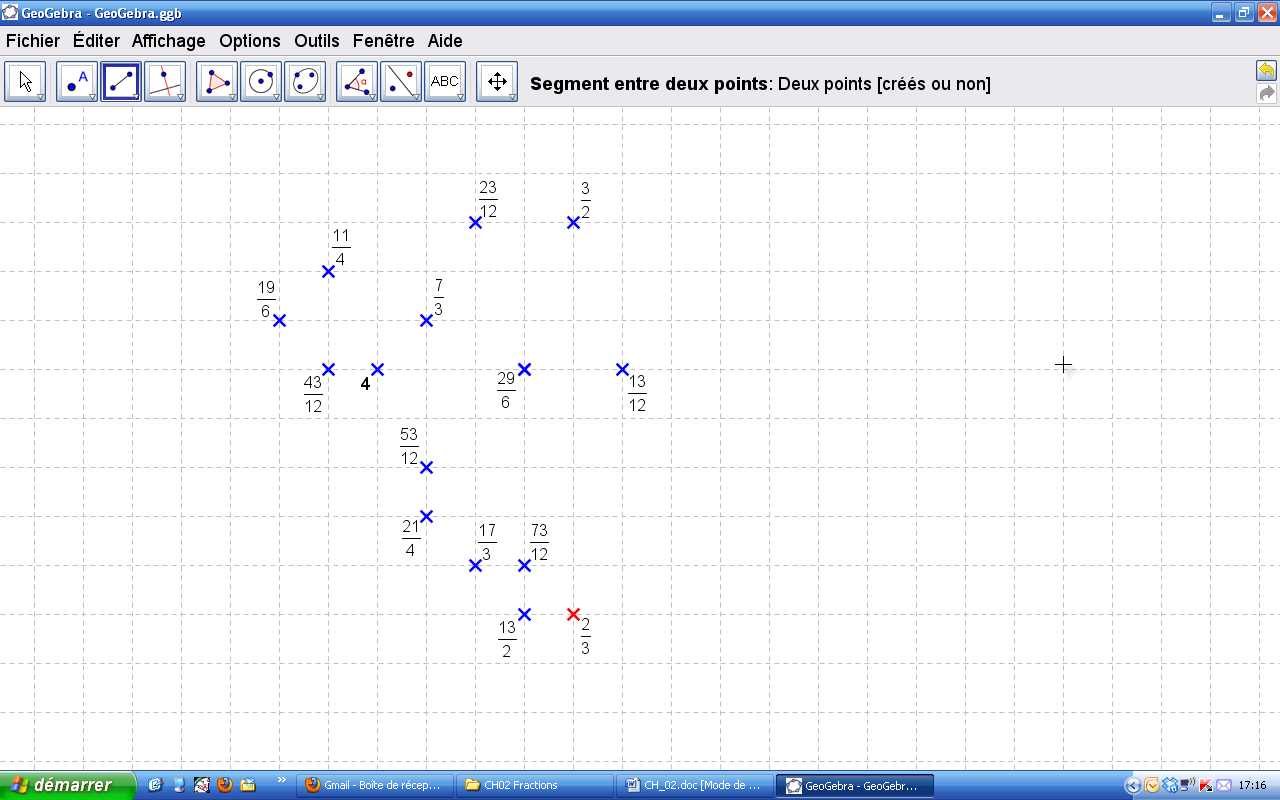 GeoGebra - GeoGebra.ggb
Fichier Éditer Affichage Options Outils Fenêtre Aide
A
α
ABC
Segment entre deux points: Deux points [créés ou non]
23
12
3
2
11
4
19
6
7
3
43
12
4
29
6
13
12
53
12
21
4
17
3
73
12
13
2
2
3
démarrer
»
Gmail - Boîte de récep...
CH02 Fractions
CH_02.doc [Mode de ...
GeoGebra - GeoGebr...
17:16